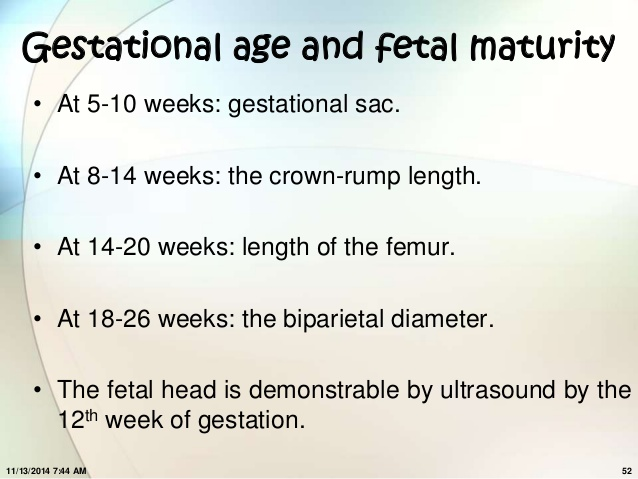 Gestational age and fetal maturity
• At 5-10 weeks: gestational sac.
• At 8-14 weeks: the crown-rump length.
• At 14-20 weeks: length of the femur.
• At 18-26 weeks: the biparietal diameter.
• The fetal head is demonstrable by ultrasound by the
12th week of gestation.
11/13/2014 7:44 AM 52